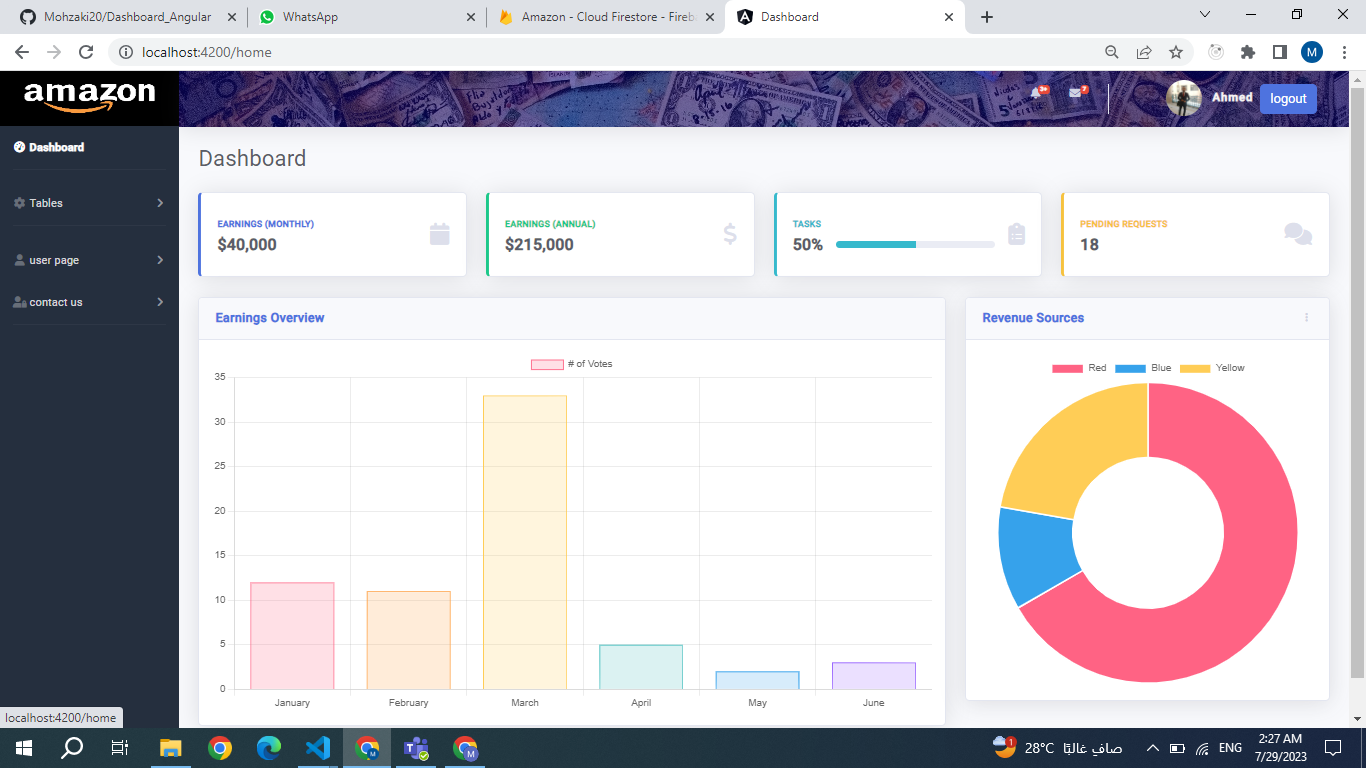 Mohzaki20/Dashboard_Angular
WhatsApp
Amazon - Cloud Firestore - Fireb
Dashboard
localhost:4200/home
M
amazon
3+
7
Ahmed
logout
Dashboard
Tables
user page
contact us
Dashboard
EARNINGS (MONTHLY)
$40,000
EARNINGS (ANNUAL)
$215,000
TASKS
50%
PENDING REQUESTS
18
Earnings Overview
# of Votes
35
30
25
20
15
10
5
0
January
February
March
April
May
June
Revenue Sources
Red
Blue
Yellow
localhost:4200/home
1
28°C
صافٍ غالبًا
ENG
2:27 AM
7/29/2023